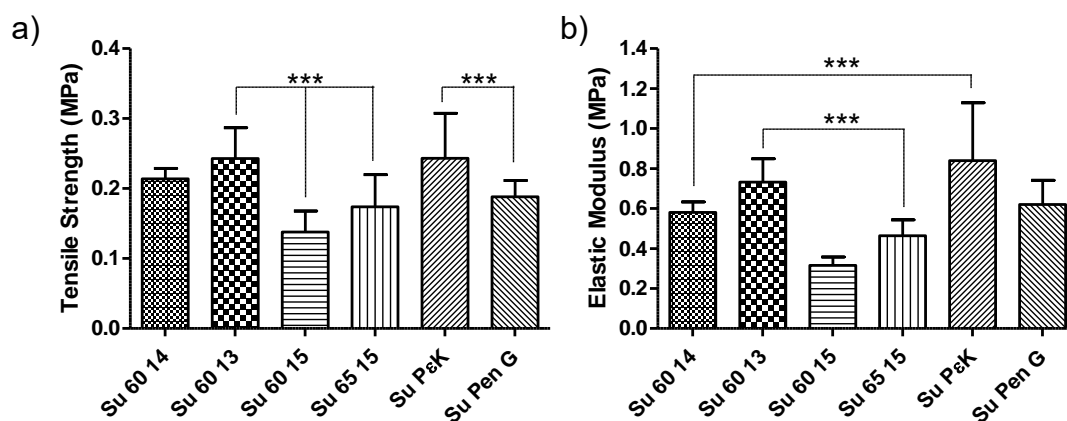 a)
Tensile Strength (MPa)
0.4
0.3
0.2
0.1
0.0
***
***
Su 60 14
Su 60 13
Su 60 15
Su 65 15
Su PεK
Su Pen G
b)
Elastic Modulus (MPa)
1.4
1.2
1.0
0.8
0.6
0.4
0.2
0.0
***
***
Su 60 14
Su 60 13
Su 60 15
Su 65 15
Su PεK
Su Pen G